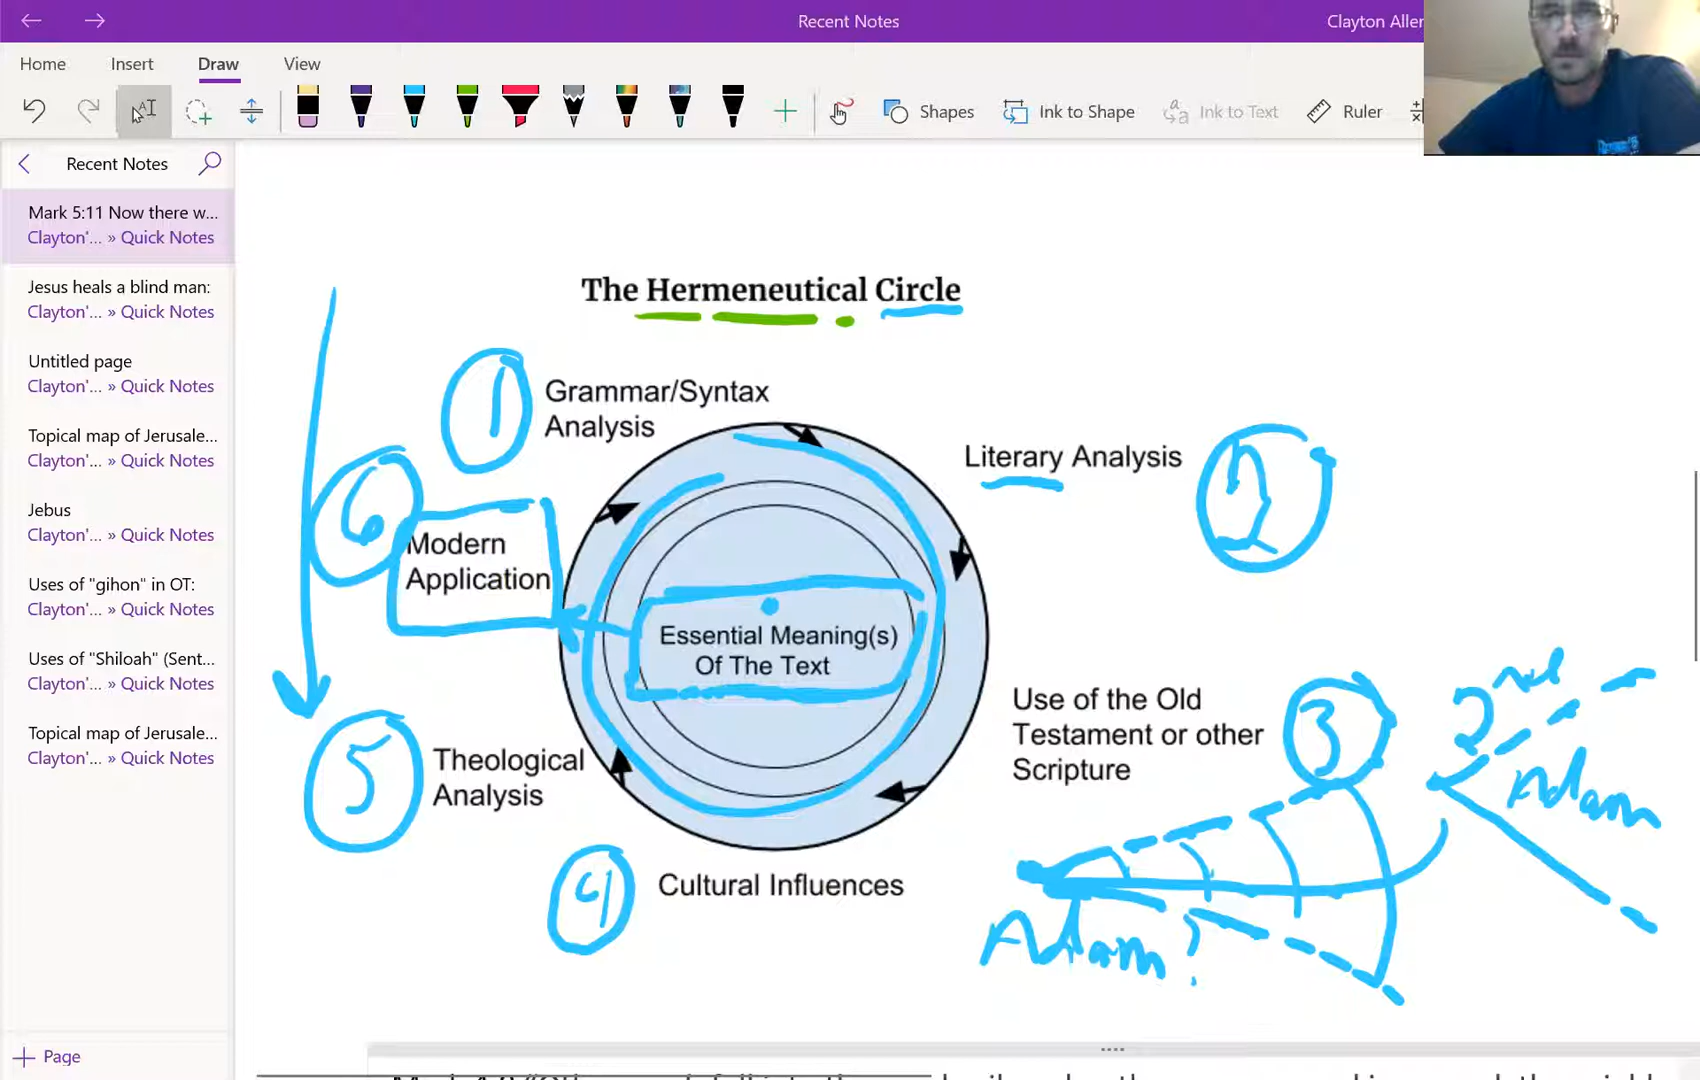 Recent Notes
Clayton Aller
Home
Insert
Draw
View
Shapes
Ink to Shape
Ink to Text
Ruler
Recent Notes
Mark 5:11 Now there w...
Clayton'... » Quick Notes
Jesus heals a blind man:
Clayton'... » Quick Notes
Untitled page
Clayton'... » Quick Notes
Topical map of Jerusale...
Clayton'... » Quick Notes
Jebus
Clayton'... » Quick Notes
Uses of "gihon" in OT:
Clayton'... » Quick Notes
Uses of "Shiloah" (Sent...
Clayton'... » Quick Notes
Topical map of Jerusale...
Clayton'... » Quick Notes
Page
The Hermeneutical Circle
1
Grammar/Syntax
Analysis
Literary Analysis
2
6
Modern
Application
Essential Meaning(s)
Of The Text
Use of the Old
Testament or other
Scripture
3
2nd
Adam
5
Theological
Analysis
4
Cultural Influences
Adam?